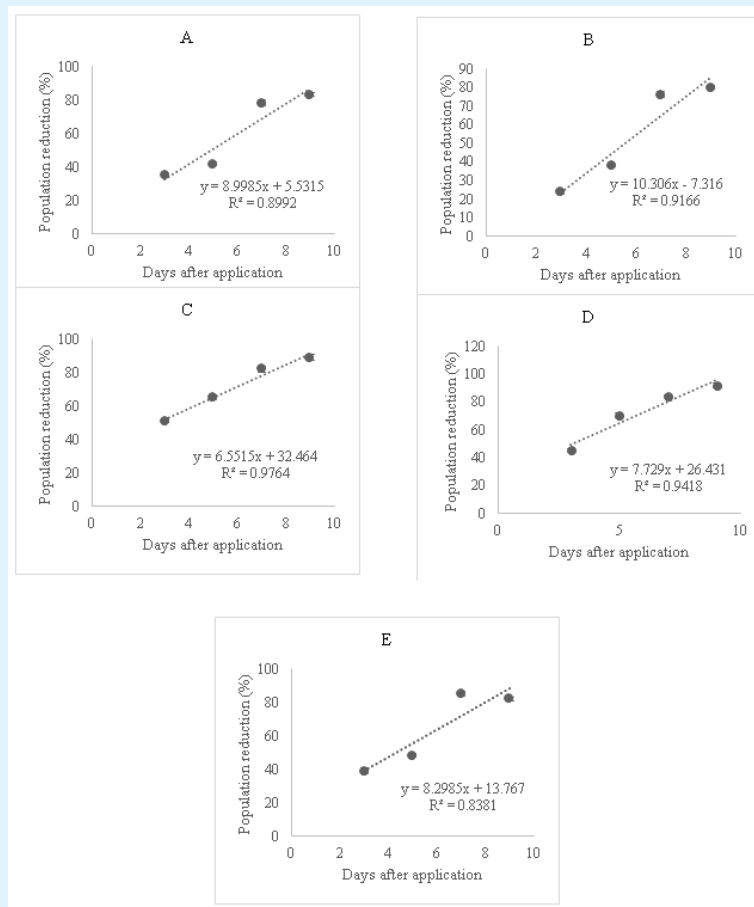 A
Population reduction (%)
100
80
60
40
20
0
y = 8.9985x + 5.5315
R² = 0.8992
0 2 4 6 8 10
Days after application
B
Population reduction (%)
90
80
70
60
50
40
30
20
10
0
y = 10.306x - 7.316
R² = 0.9166
0 2 4 6 8 10
Days after application
C
Population reduction (%)
100
80
60
40
20
0
y = 6.5515x + 32.464
R² = 0.9764
0 2 4 6 8 10
Days after application
D
Population reduction (%)
120
100
80
60
40
20
0
y = 7.729x + 26.431
R² = 0.9418
0 5 10
Days after application
E
Population reduction (%)
100
80
60
40
20
0
y = 8.2985x + 13.767
R² = 0.8381
0 2 4 6 8 10
Days after application